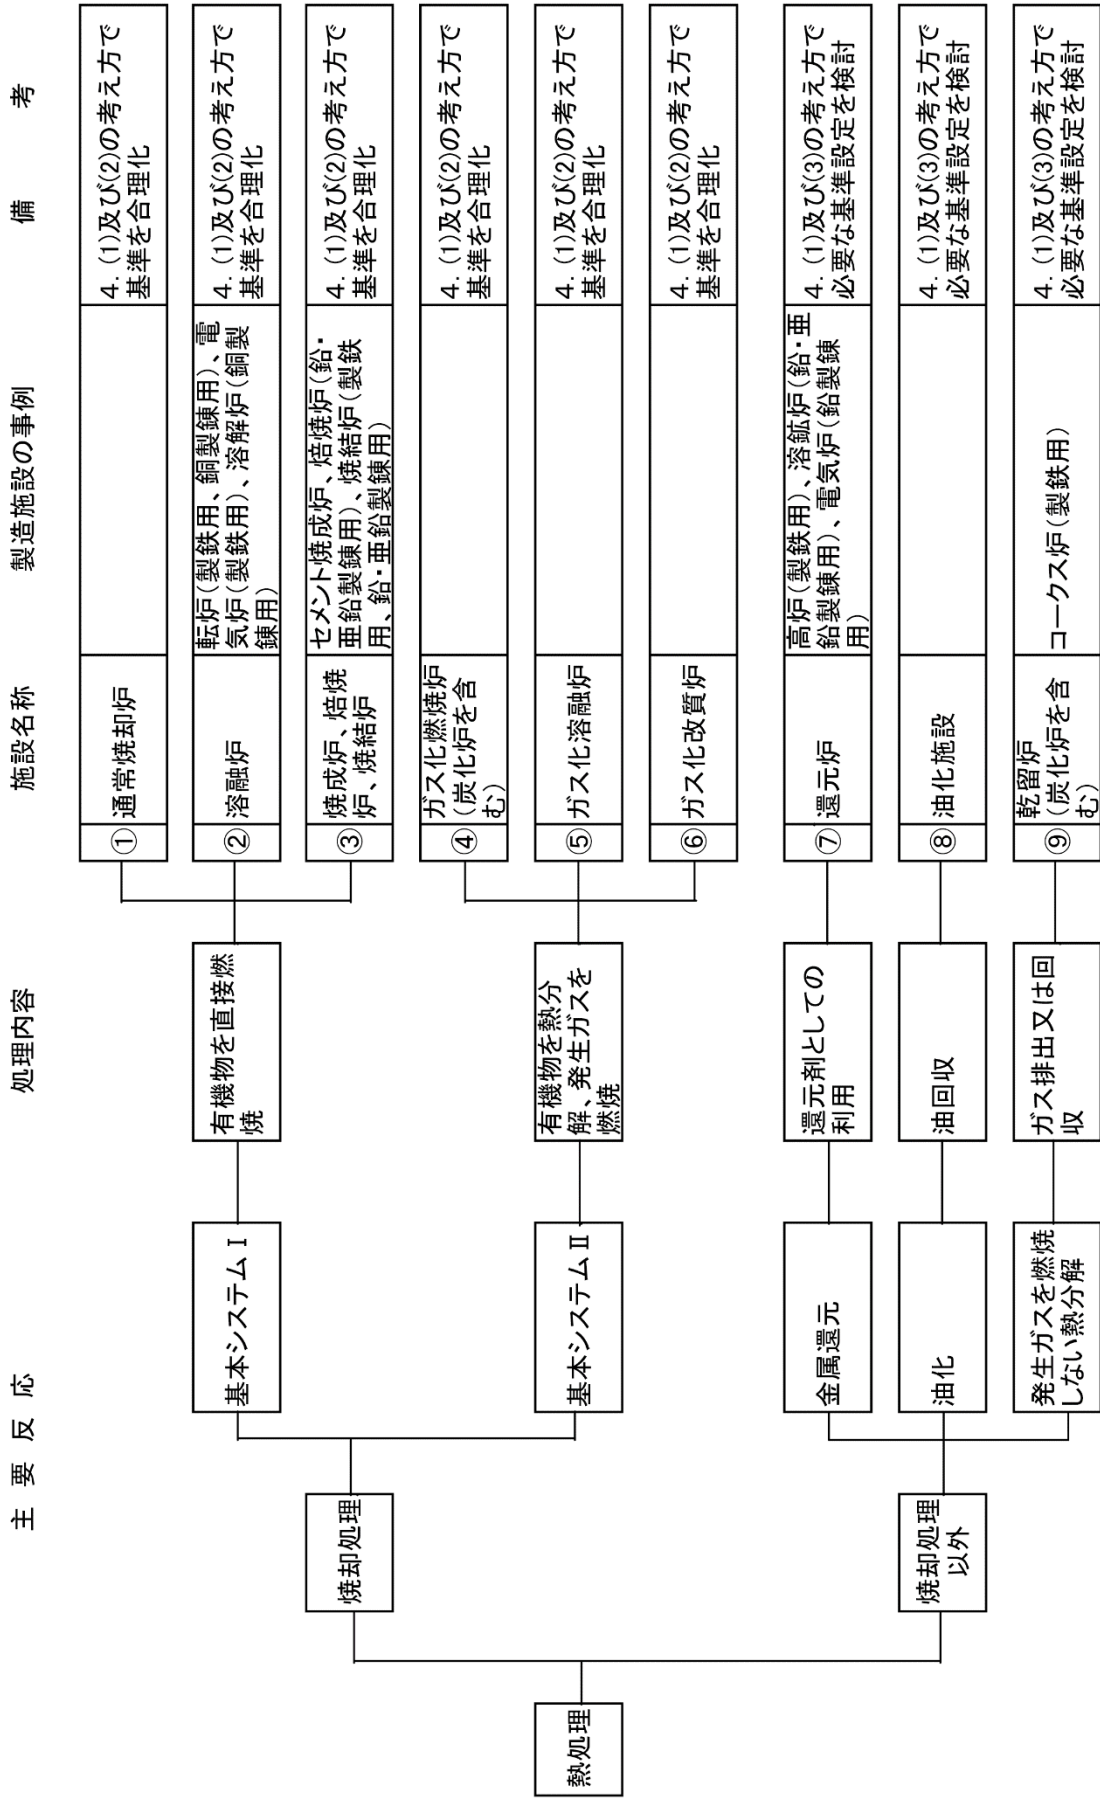 主要反応
処理内容
施設名称
製造施設の事例
備考
熱処理
焼却処理
基本システムⅠ
有機物を直接燃
焼
①
通常焼却炉
4．(1)及び(2)の考え方で
基準を合理化
②
溶融炉
転炉(製鉄用、銅製錬用)、電
気炉(製鉄用)、溶解炉(銅製
錬用)
4．(1)及び(2)の考え方で
基準を合理化
③
焼成炉、焙焼
炉、焼結炉
セメント焼成炉、焙焼炉(鉛・
亜鉛製錬用)、焼結炉(製鉄
用、鉛・亜鉛製錬用)
4．(1)及び(2)の考え方で
基準を合理化
基本システムⅡ
有機物を熱分
解、発生ガスを
燃焼
④
ガス化燃焼炉
(炭化炉を含
む)
4．(1)及び(2)の考え方で
基準を合理化
⑤
ガス化溶融炉
4．(1)及び(2)の考え方で
基準を合理化
⑥
ガス化改質炉
4．(1)及び(2)の考え方で
基準を合理化
焼却処理
以外
金属還元
還元剤としての
利用
⑦
還元炉
高炉(製鉄用)、溶鉱炉(鉛・亜
鉛製錬用)、電気炉(鉛製錬
用)
4．(1)及び(3)の考え方で
必要な基準設定を検討
油化
油回収
⑧
油化施設
4．(1)及び(3)の考え方で
必要な基準設定を検討
発生ガスを燃焼
しない熱分解
ガス排出又は回
収
⑨
乾留炉
(炭化炉を含
む)
コークス炉(製鉄用)
4．(1)及び(3)の考え方で
必要な基準設定を検討